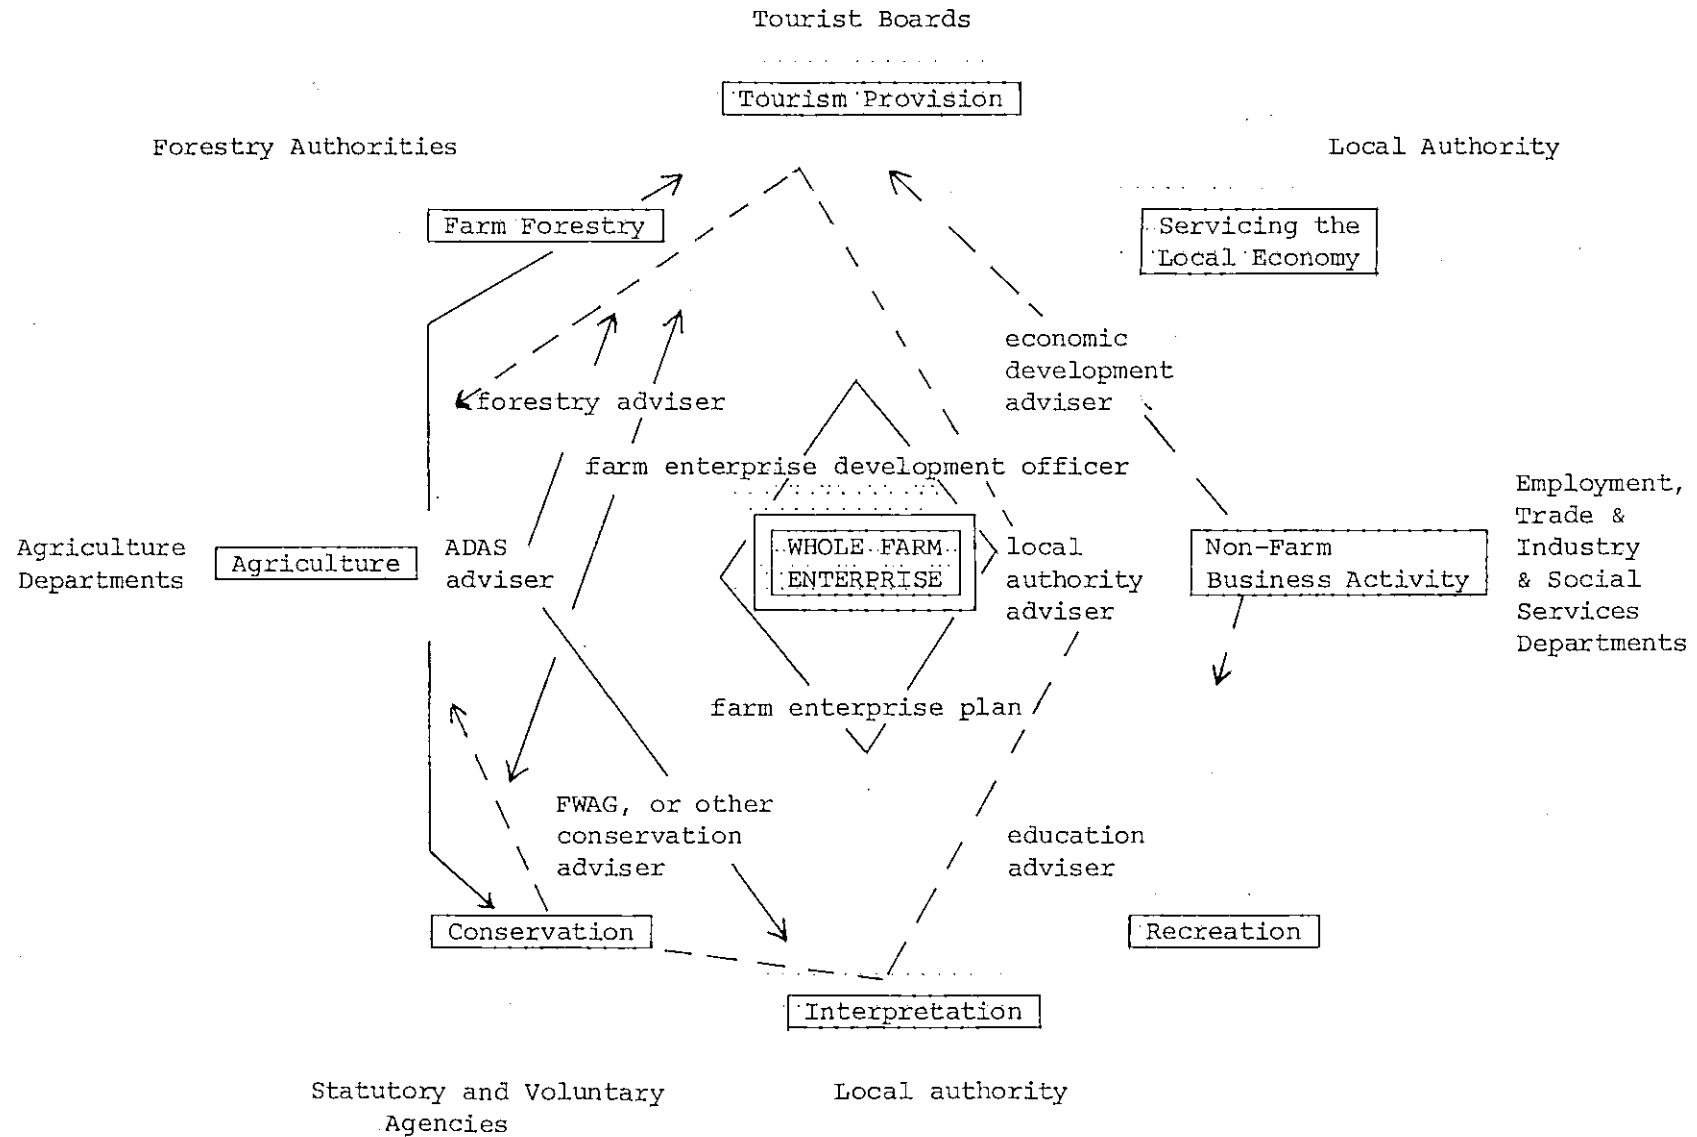 Tourist Boards
Tourism Provision
Forestry Authorities
Local Authority
Farm Forestry
Servicing the
Local Economy
economic
development
adviser
forestry adviser
farm enterprise development officer
Employment,
Trade &
Industry
& Social
Services
Departments
Agriculture
Departments
Agriculture
ADAS
adviser
WHOLE FARM
ENTERPRISE
local
authority
adviser
Non-Farm
Business Activity
farm enterprise plan
FWAG, or other
conservation
adviser
education
adviser
Conservation
Recreation
Interpretation
Statutory and Voluntary
Agencies
Local authority